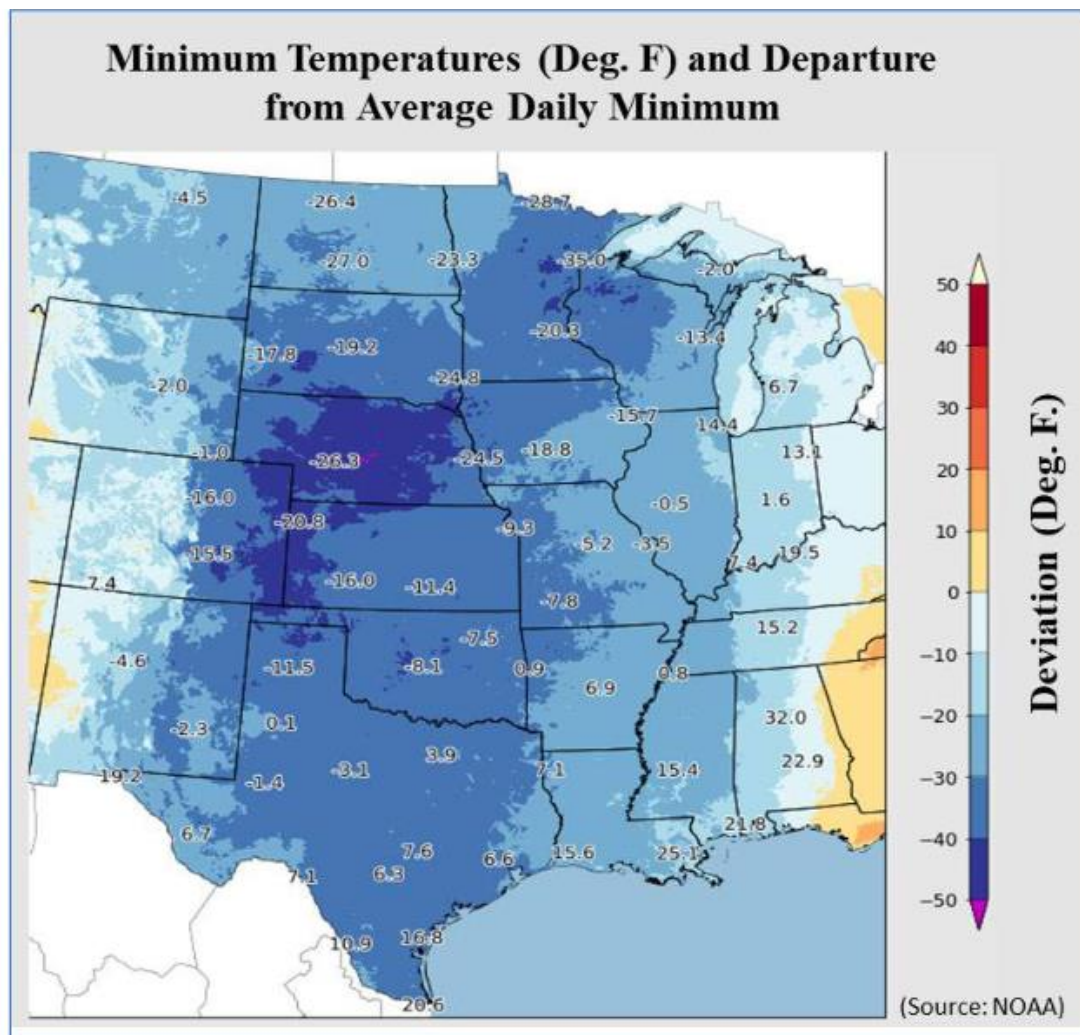 Minimum Temperatures (Deg. F) and Departure
from Average Daily Minimum
-4.5 -26.4 -28.7
-27.0 -23.3 -35.0 -2.0
-20.3 -13.4
-17.8 -19.2
-2.0 -24.8 6.7
-15.7 14.4
-1.0 -26.3 -24.5 -18.8 13.1
-16.0 -0.5 1.6
-20.8 -9.3
-15.5 5.2 -3.5 7.4 19.5
7.4 -16.0 -11.4 -7.8
-7.5 15.2
-4.6 -11.5 -8.1 0.9 0.8
6.9
-2.3 0.1 32.0
3.9 22.9
19.2 -1.4 -3.1 7.1 15.4
6.7 21.8
7.6 6.6 15.6 25.1
7.1 6.3
10.9 16.8
20.6
50
40
30
20
10
0
−10
−20
−30
−40
−50
Deviation (Deg. F.)
(Source: NOAA)